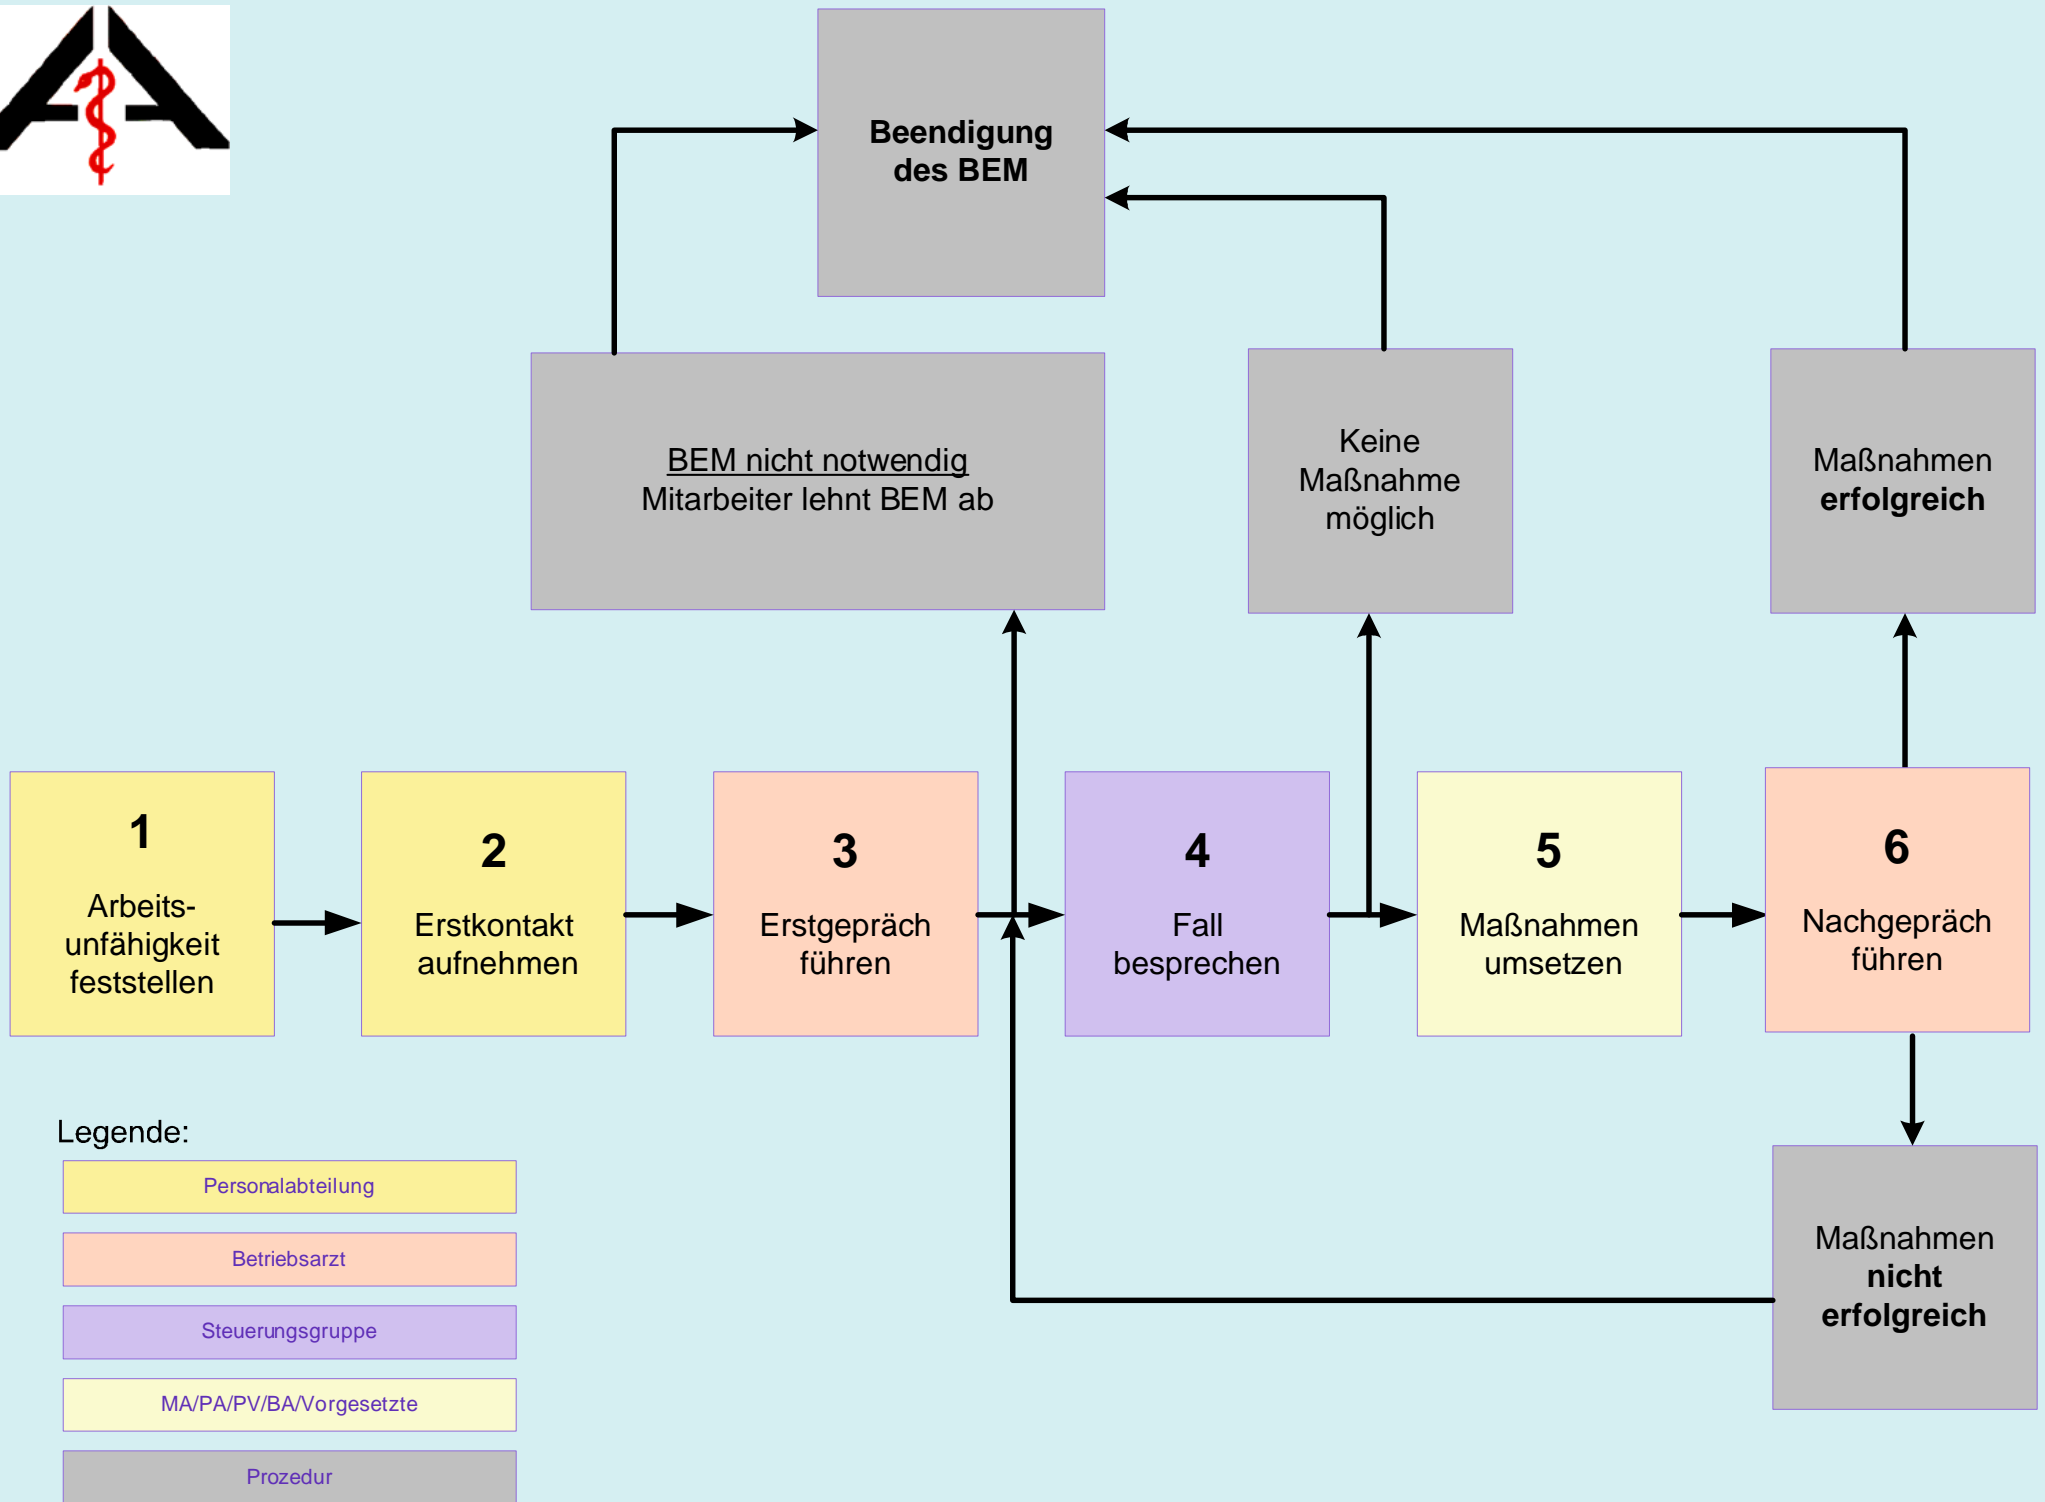 Beendigung
des BEM
BEM nicht notwendig
Mitarbeiter lehnt BEM ab
Keine
Maßnahme
möglich
Maßnahmen
erfolgreich
1
Arbeits-
unfähigkeit
feststellen
2
Erstkontakt
aufnehmen
3
Erstgepräch
führen
4
Fall
besprechen
5
Maßnahmen
umsetzen
6
Nachgepräch
führen
Maßnahmen
nicht
erfolgreich
Legende:
Personalabteilung
Betriebsarzt
Steuerungsgruppe
MA/PA/PV/BA/Vorgesetzte
Prozedur